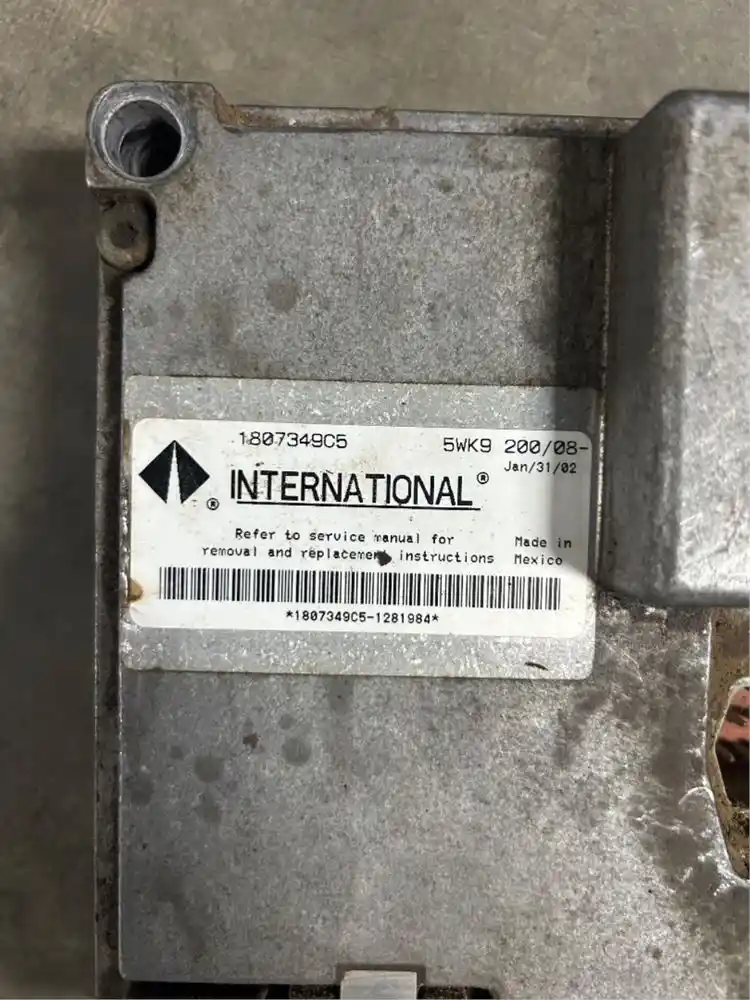 1807349C5 5WK9 200/08-
Jan/31/02
® INTERNATIONAL®
Refer to service manual for Made in
removal and replacement instructions Mexico
*1807349C5-1281984*